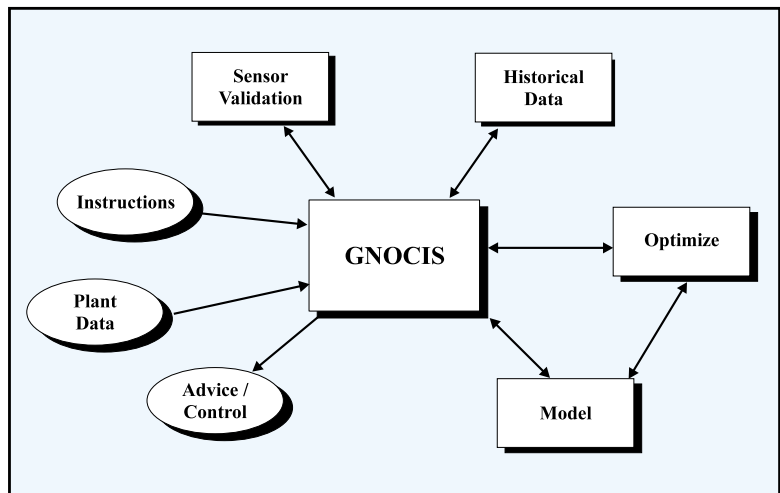 Sensor
Validation
Historical
Data
Instructions
GNOCIS
Optimize
Plant
Data
Advice /
Control
Model